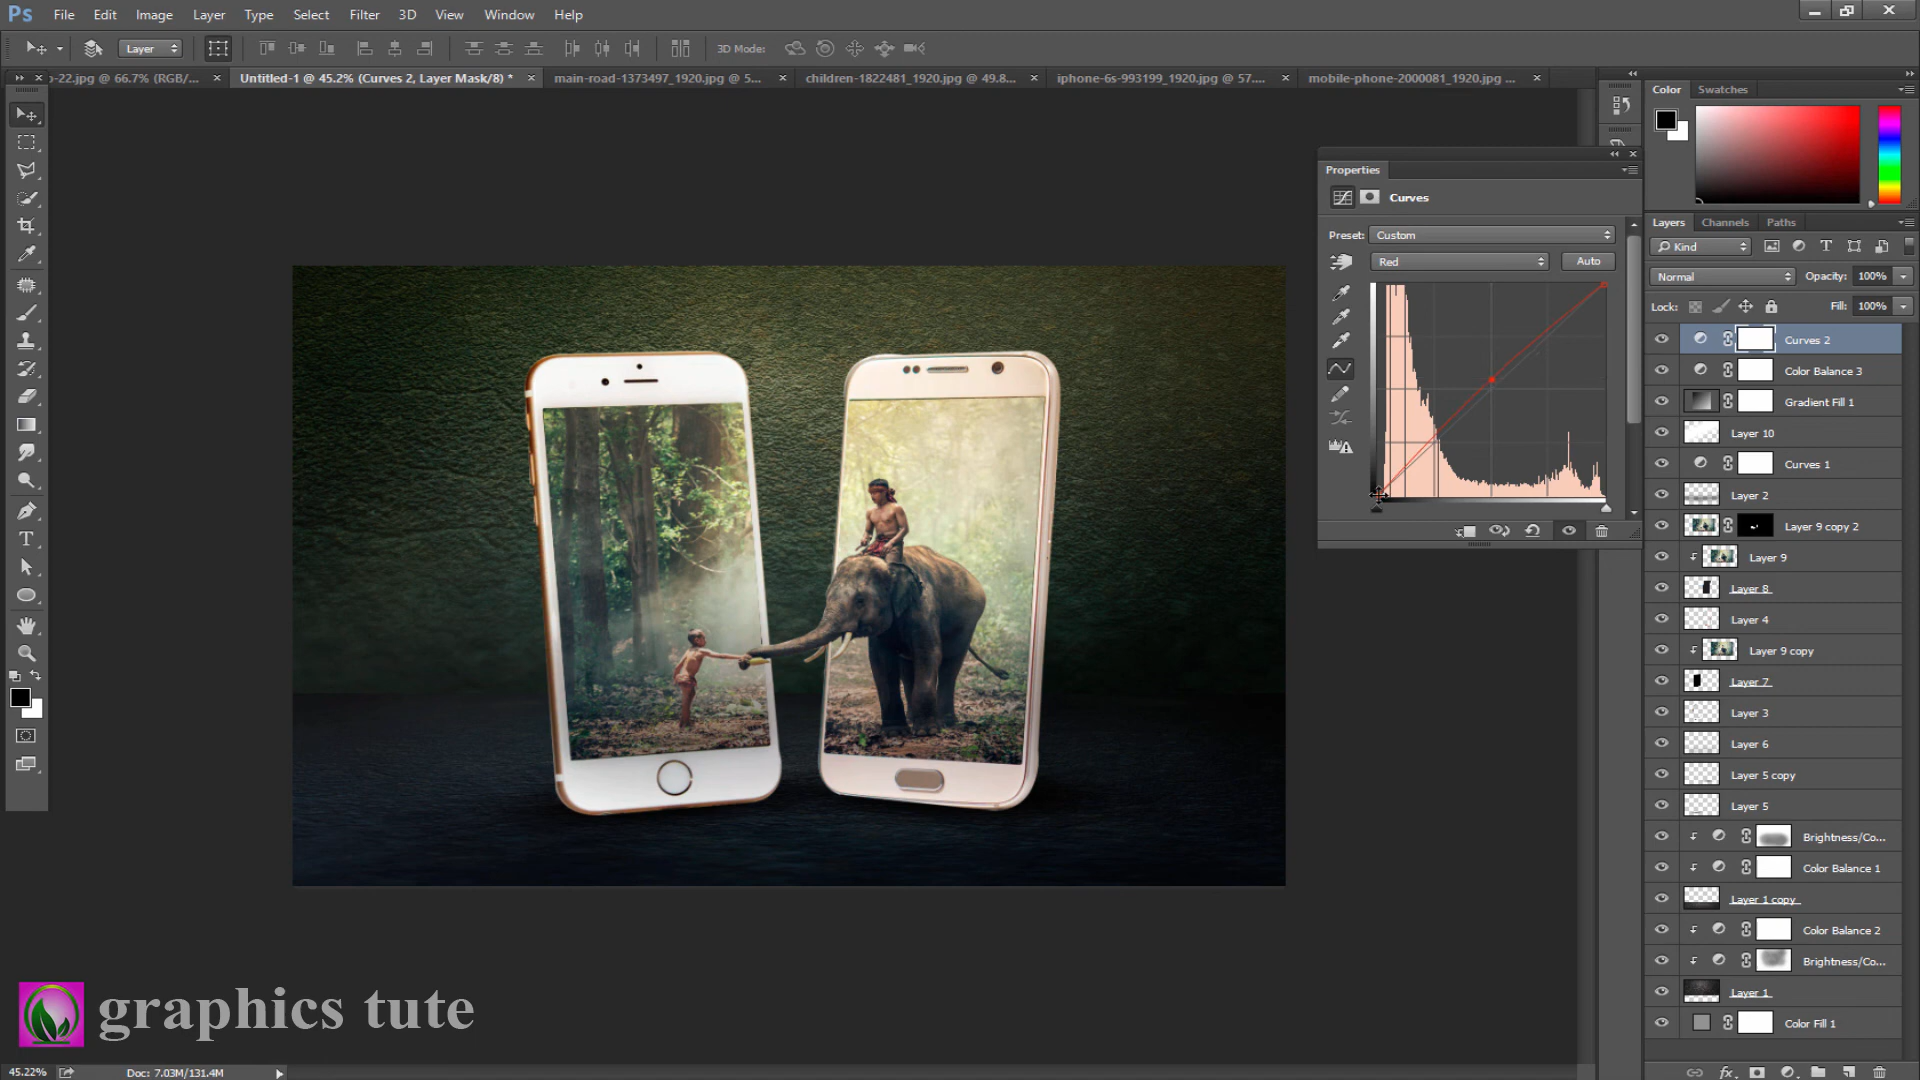 Ps File Edit Image Layer Type Select Filter 3D View Window Help
Layer 3D Mode:
o-22.jpg @ 66.7% (RGB/... × Untitled-1 @ 45.2% (Curves 2, Layer Mask/8) * × main-road-1373497_1920.jpg @ 5... × children-1822481_1920.jpg @ 49.8... × iphone-6s-993199_1920.jpg @ 57.... × mobile-phone-2000081_1920.jpg ... ×
Color Swatches
Properties
Curves
Preset: Custom
Red Auto
Layers Channels Paths
Kind
Normal Opacity: 100%
Lock: Fill: 100%
Curves 2
Color Balance 3
Gradient Fill 1
Layer 10
Curves 1
Layer 2
Layer 9 copy 2
Layer 9
Layer 8
Layer 4
Layer 9 copy
Layer 7
Layer 3
Layer 6
Layer 5 copy
Layer 5
Brightness/Co...
Color Balance 1
Layer 1 copy
Color Balance 2
Brightness/Co...
Layer 1
Color Fill 1
graphics tute
45.22% Doc: 7.03M/131.4M